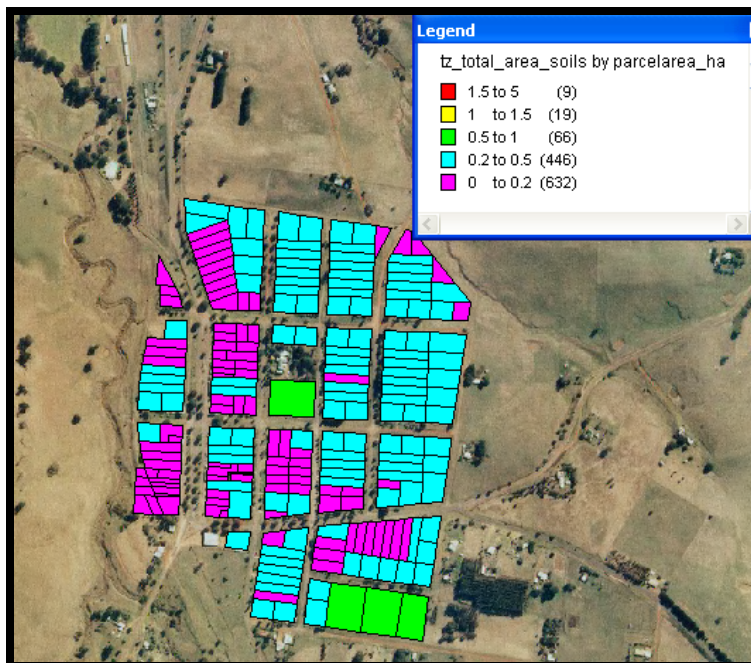 Legend
tz_total_area_soils by parcelarea_ha
1.5 to 5 (9)
1 to 1.5 (19)
0.5 to 1 (66)
0.2 to 0.5 (446)
0 to 0.2 (632)